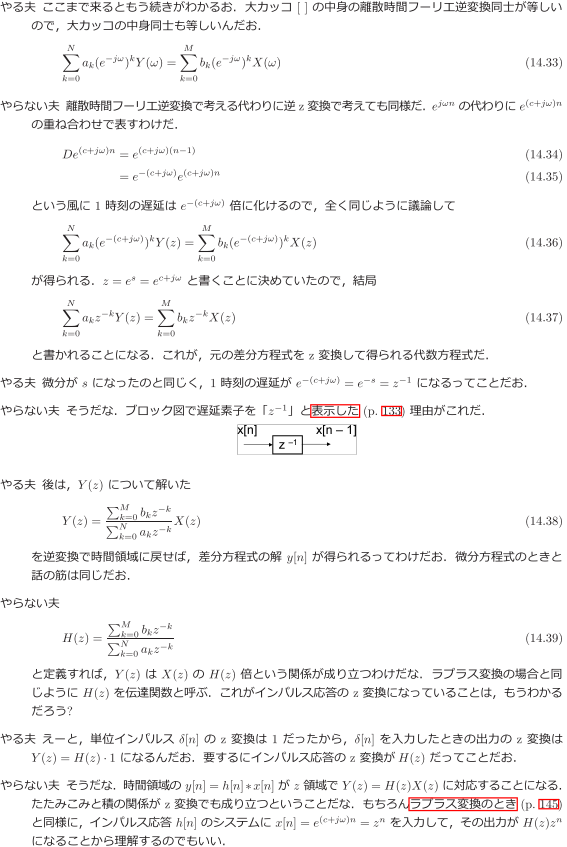 やる夫 ここまで来るともう続きがわかるお．大カッコ [ ] の中身の離散時間フーリエ逆変換同士が等しい
ので，大カッコの中身同士も等しいんだお．
\sum_{k=0}^{N} a_k(e^{-jω})^k Y(ω) = \sum_{k=0}^{M} b_k(e^{-jω})^k X(ω) (14.33)
やらない夫 離散時間フーリエ逆変換で考える代わりに逆 z 変換で考えても同様だ．e^{jωn} の代わりに e^{(c+jω)n}
の重ね合わせで表すわけだ．
De^{(c+jω)n} = e^{(c+jω)(n−1)} (14.34)
= e^{-(c+jω)}e^{(c+jω)n} (14.35)
という風に 1 時刻の遅延は e^{-(c+jω)} 倍に化けるので，全く同じように議論して
\sum_{k=0}^{N} a_k(e^{-(c+jω)})^k Y(z) = \sum_{k=0}^{M} b_k(e^{-(c+jω)})^k X(z) (14.36)
が得られる．z = e^s = e^{c+jω} と書くことに決めていたので，結局
\sum_{k=0}^{N} a_k z^{-k} Y(z) = \sum_{k=0}^{M} b_k z^{-k} X(z) (14.37)
と書かれることになる．これが，元の差分方程式を z 変換して得られる代数方程式だ．
やる夫 微分が s になったのと同じく，1 時刻の遅延が e^{-(c+jω)} = e^{-s} = z^{-1} になるってことだお．
やらない夫 そうだな．ブロック図で遅延素子を「z^{-1}」と表示した (p. 133) 理由がこれだ．
x[n] x[n − 1]
z^{-1}
やる夫 後は，Y(z) について解いた
Y(z) = \frac{\sum_{k=0}^{M} b_k z^{-k}}{\sum_{k=0}^{N} a_k z^{-k}} X(z) (14.38)
を逆変換で時間領域に戻せば，差分方程式の解 y[n] が得られるってわけだお．微分方程式のときと
話の筋は同じだお．
やらない夫
H(z) = \frac{\sum_{k=0}^{M} b_k z^{-k}}{\sum_{k=0}^{N} a_k z^{-k}} (14.39)
と定義すれば，Y(z) は X(z) の H(z) 倍という関係が成り立つわけだな．ラプラス変換の場合と同
じように H(z) を伝達関数と呼ぶ．これがインパルス応答の z 変換になっていることは，もうわかる
だろう?
やる夫 えーと，単位インパルス δ[n] の z 変換は 1 だったから，δ[n] を入力したときの出力の z 変換は
Y(z) = H(z) · 1 になるんだお．要するにインパルス応答の z 変換が H(z) だってことだお．
やらない夫 そうだな．時間領域の y[n] = h[n] * x[n] が z 領域で Y(z) = H(z)X(z) に対応することになる．
たたみこみと積の関係が z 変換でも成り立つということだな．もちろんラプラス変換のとき (p. 145)
と同様に，インパルス応答 h[n] のシステムに x[n] = e^{(c+jω)n} = z^n を入力して，その出力が H(z)z^n
になることから理解するのでもいい．